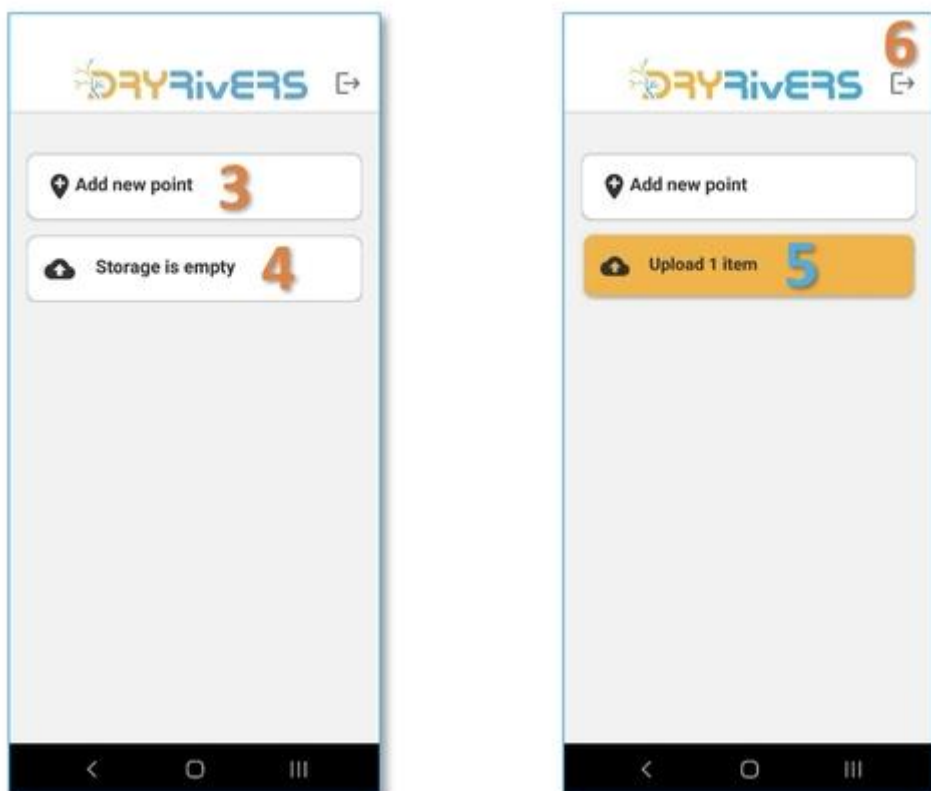 DRYRivERS
Add new point 3
Storage is empty 4
6
DRYRivERS
Add new point
Upload 1 item 5